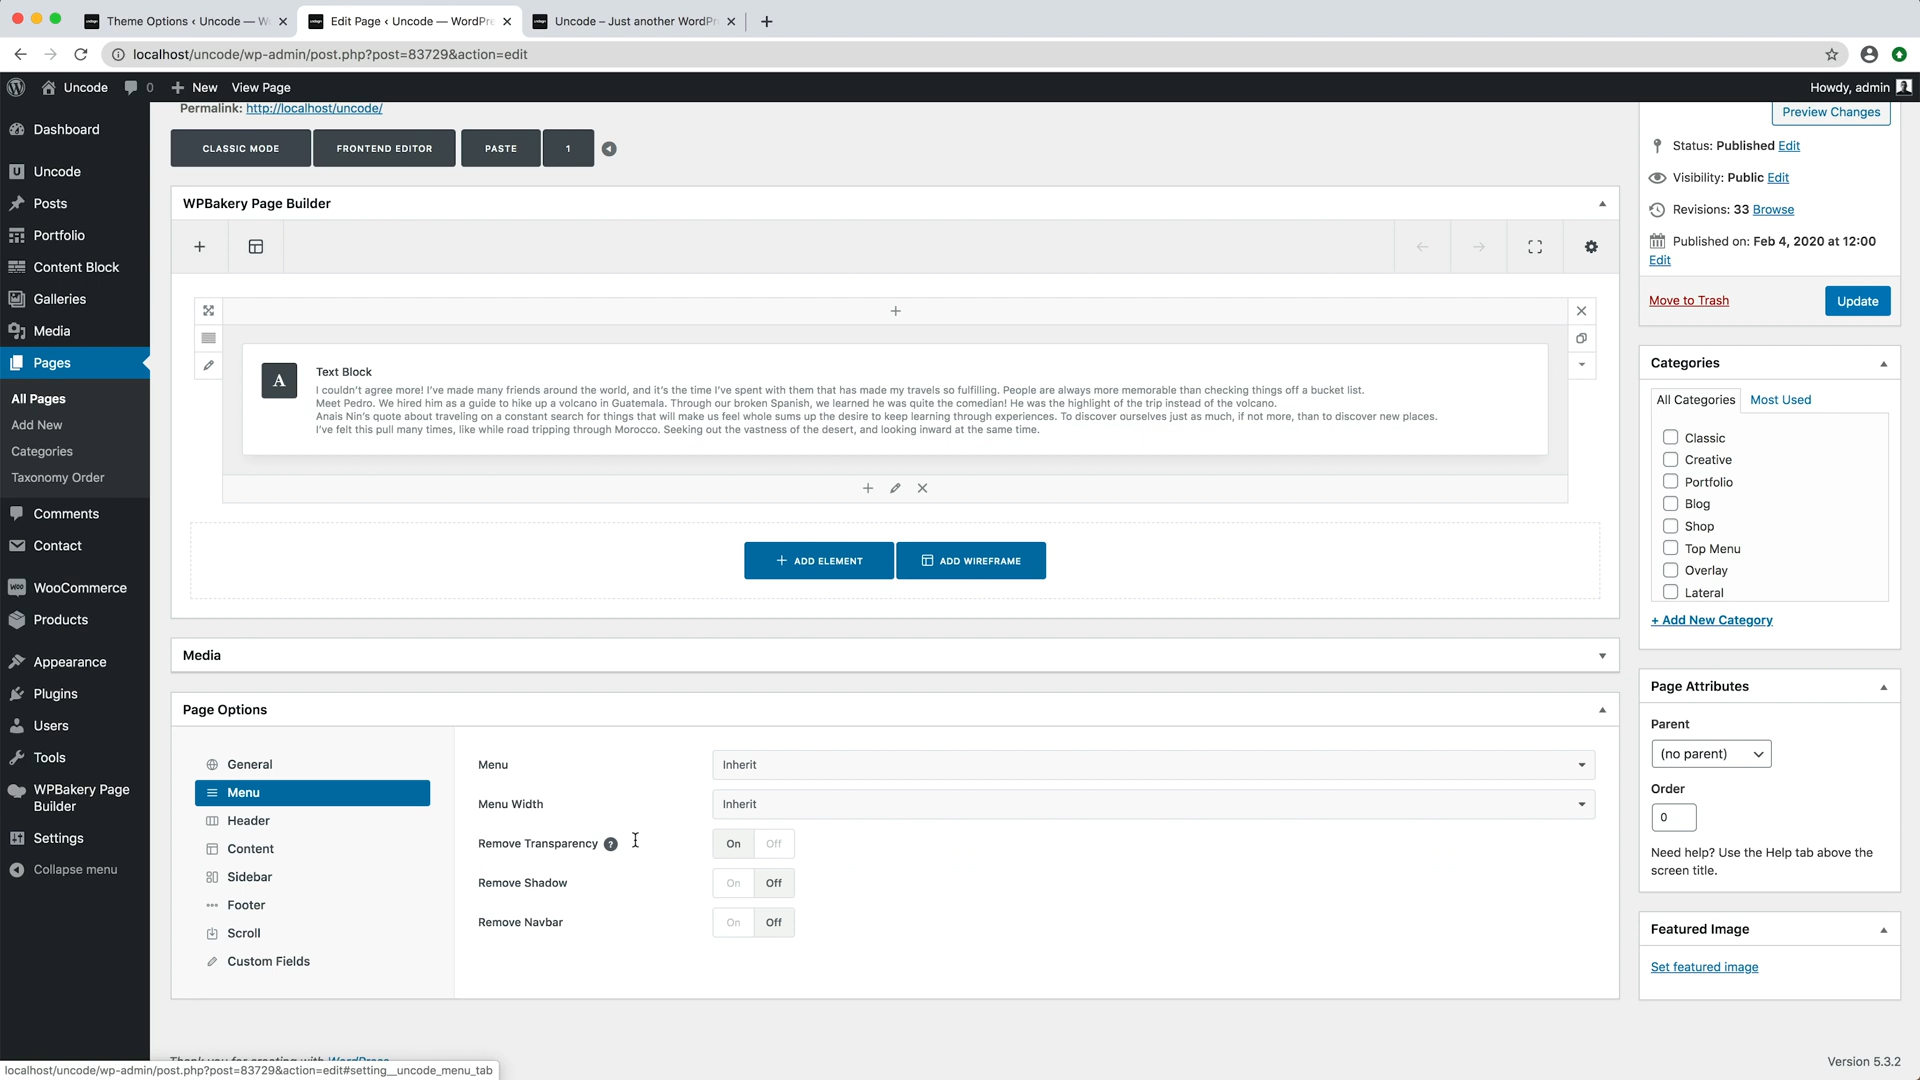 Theme Options ‹ Uncode — W
Edit Page ‹ Uncode — WordPre
Uncode – Just another WordPr
localhost/uncode/wp-admin/post.php?post=83729&action=edit
Uncode
0
New
View Page
Howdy, admin
Permalink: http://localhost/uncode/
Preview Changes
Dashboard
Uncode
Posts
Portfolio
Content Block
Galleries
Media
Pages
All Pages
Add New
Categories
Taxonomy Order
Comments
Contact
WooCommerce
Products
Appearance
Plugins
Users
Tools
WPBakery Page
Builder
Settings
Collapse menu
CLASSIC MODE
FRONTEND EDITOR
PASTE
1
WPBakery Page Builder
A
Text Block
I couldn't agree more! I've made many friends around the world, and it's the time I've spent with them that has made my travels so fulfilling. People are always more memorable than checking things off a bucket list.
Meet Pedro. We hired him as a guide to hike up a volcano in Guatemala. Through our broken Spanish, we learned he was quite the comedian! He was the highlight of the trip instead of the volcano.
Anais Nin's quote about traveling on a constant search for things that will make us feel whole sums up the desire to keep learning through experiences. To discover ourselves just as much, if not more, than to discover new places.
I've felt this pull many times, like while road tripping through Morocco. Seeking out the vastness of the desert, and looking inward at the same time.
ADD ELEMENT
ADD WIREFRAME
Media
Page Options
General
Menu
Header
Content
Sidebar
Footer
Scroll
Custom Fields
Menu
Inherit
Menu Width
Inherit
Remove Transparency ?
On Off
Remove Shadow
On Off
Remove Navbar
On Off
Status: Published Edit
Visibility: Public Edit
Revisions: 33 Browse
Published on: Feb 4, 2020 at 12:00
Edit
Move to Trash
Update
Categories
All Categories
Most Used
Classic
Creative
Portfolio
Blog
Shop
Top Menu
Overlay
Lateral
+ Add New Category
Page Attributes
Parent
(no parent)
Order
0
Need help? Use the Help tab above the
screen title.
Featured Image
Set featured image
Thank you for creating with WordPress
Version 5.3.2
localhost/uncode/wp-admin/post.php?post=83729&action=edit#setting__uncode_menu_tab